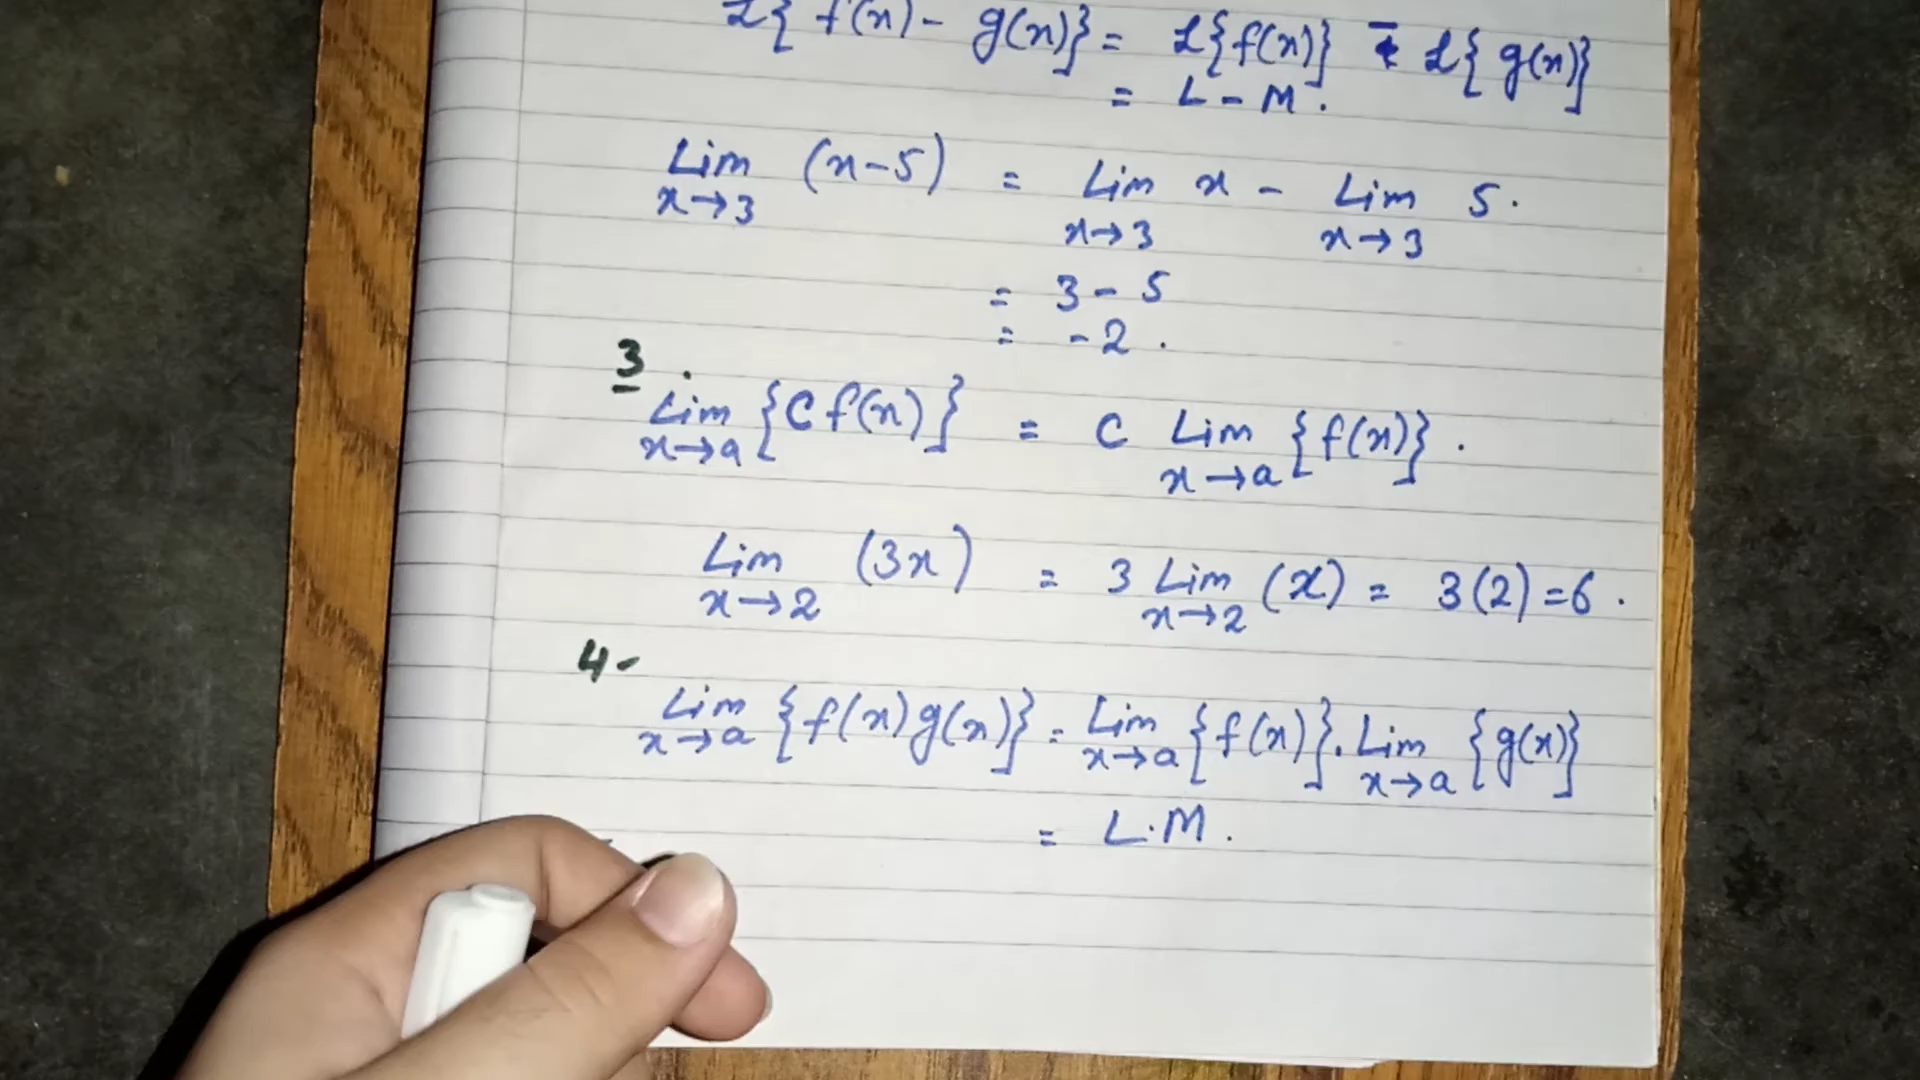 ℒ{f(x) - g(x)} = ℒ{f(x)} - ℒ{g(x)}
= L - M.
Lim x→3 (x-5) = Lim x→3 x - Lim x→3 5.
= 3 - 5
= -2.
3.
Lim x→a {Cf(x)} = C Lim x→a {f(x)}.
Lim x→2 (3x) = 3 Lim x→2 (x) = 3(2) = 6.
4-
Lim x→a {f(x)g(x)} = Lim x→a {f(x)}. Lim x→a {g(x)}
= L.M.